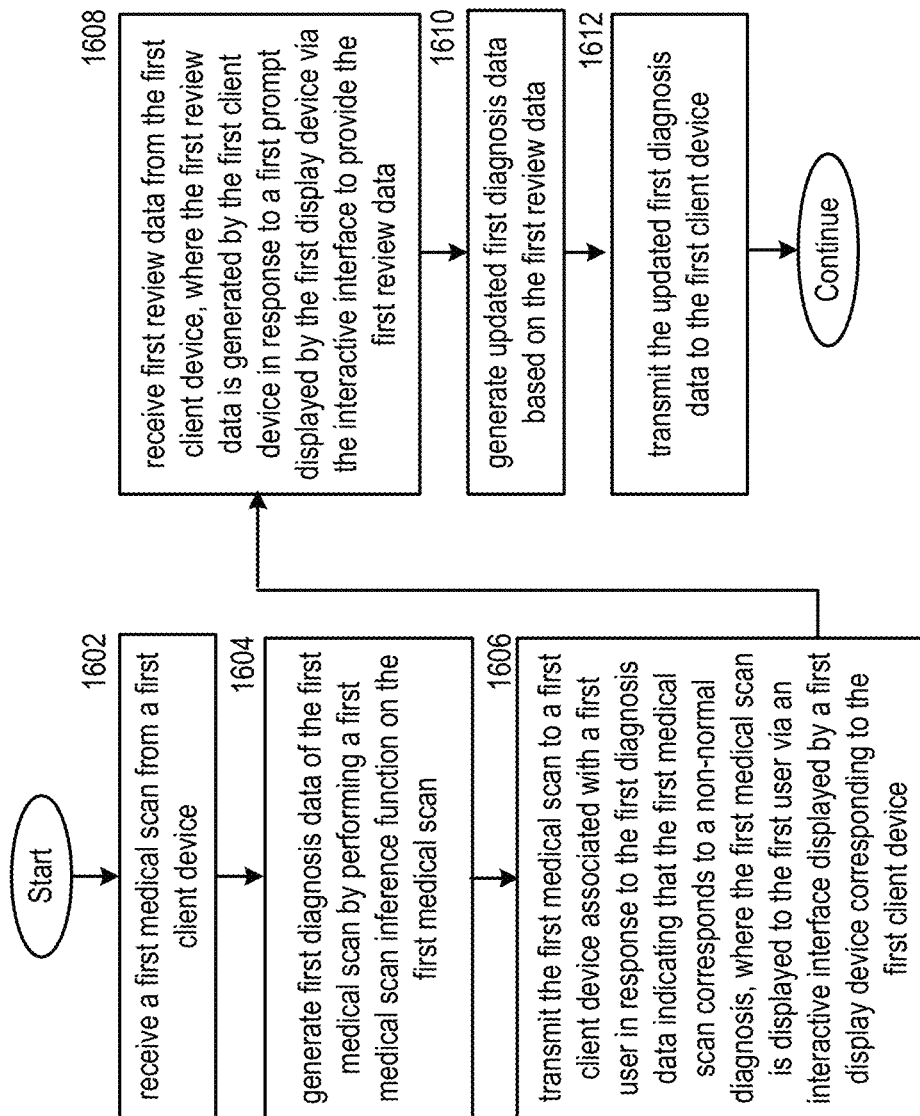 Start
1602
receive a first medical scan from a first
client device
1604
generate first diagnosis data of the first
medical scan by performing a first
medical scan inference function on the
first medical scan
1606
transmit the first medical scan to a first
client device associated with a first
user in response to the first diagnosis
data indicating that the first medical
scan corresponds to a non-normal
diagnosis, where the first medical scan
is displayed to the first user via an
interactive interface displayed by a first
display device corresponding to the
first client device
1608
receive first review data from the first
client device, where the first review
data is generated by the first client
device in response to a first prompt
displayed by the first display device via
the interactive interface to provide the
first review data
1610
generate updated first diagnosis data
based on the first review data
1612
transmit the updated first diagnosis
data to the first client device
Continue